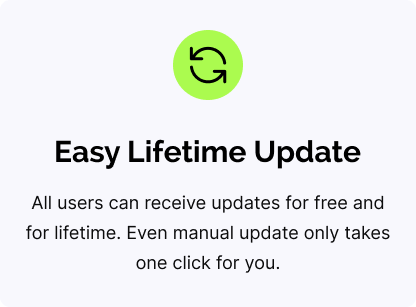 Easy Lifetime Update
All users can receive updates for free and
for lifetime. Even manual update only takes
one click for you.